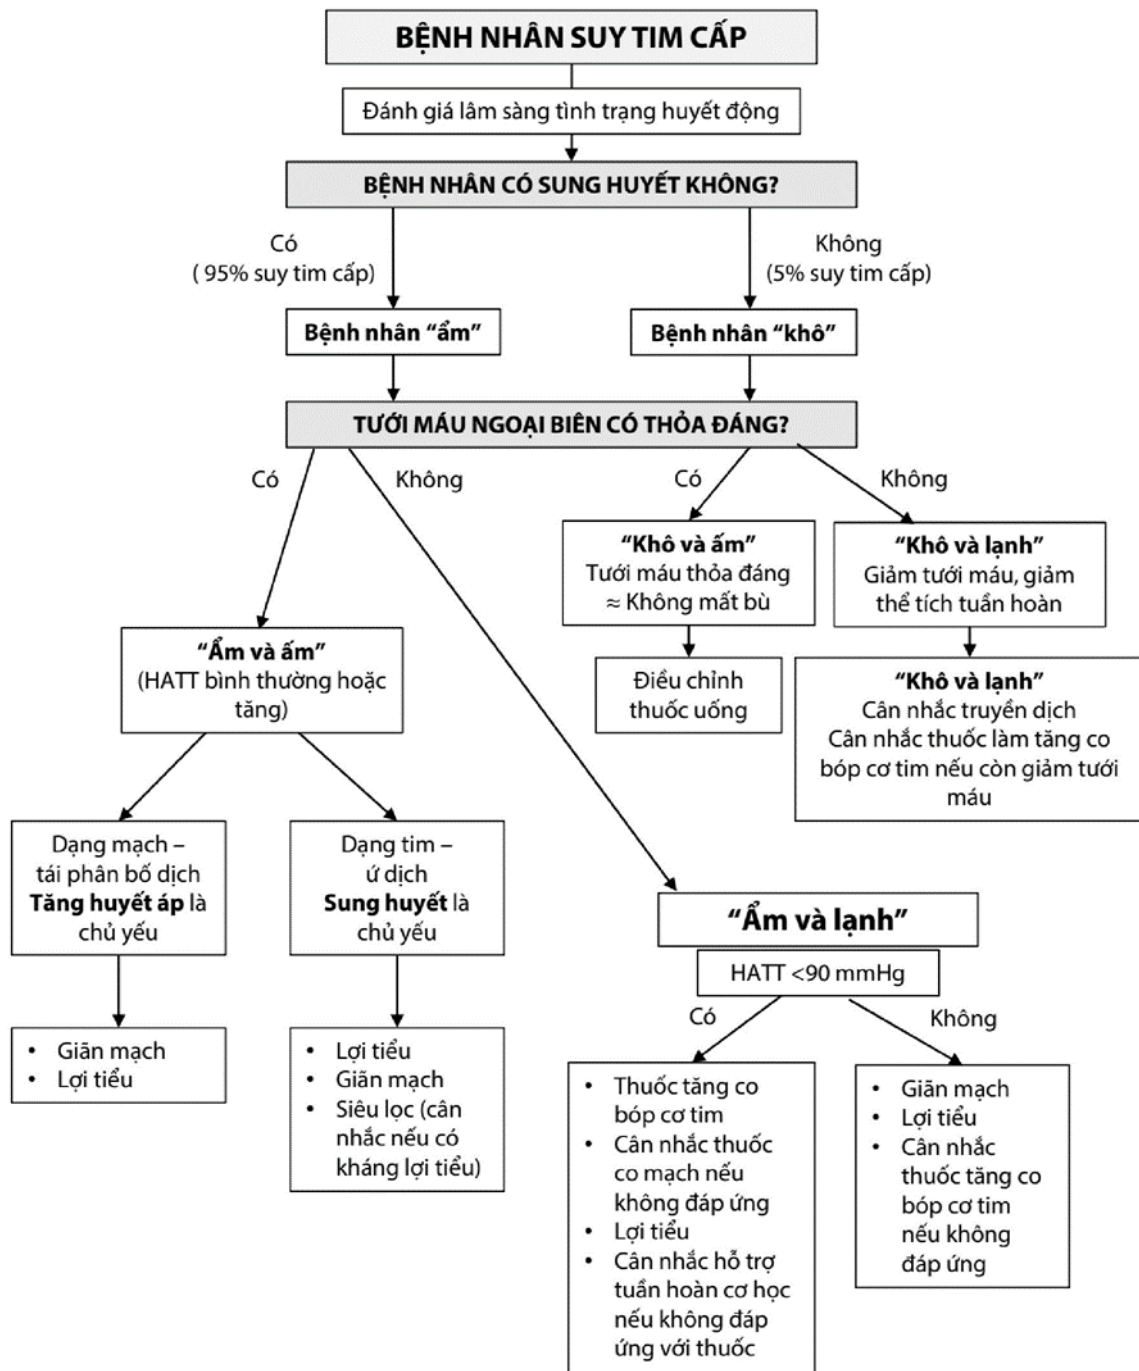 BỆNH NHÂN SUY TIM CẤP
Đánh giá lâm sàng tình trạng huyết động
BỆNH NHÂN CÓ SUNG HUYẾT KHÔNG?
Có
( 95% suy tim cấp)
Không
(5% suy tim cấp)
Bệnh nhân “ẩm”
Bệnh nhân “khô”
TƯỚI MÁU NGOẠI BIÊN CÓ THỎA ĐÁNG?
Có
Không
Có
Không
“Khô và ấm”
Tưới máu thỏa đáng
≈ Không mất bù
“Khô và lạnh”
Giảm tưới máu, giảm
thể tích tuần hoàn
“Ẩm và ấm”
(HATT bình thường hoặc
tăng)
Điều chỉnh
thuốc uống
“Khô và lạnh”
Cân nhắc truyền dịch
Cân nhắc thuốc làm tăng co
bóp cơ tim nếu còn giảm tưới
máu
Dạng mạch –
tái phân bố dịch
Tăng huyết áp là
chủ yếu
Dạng tim –
ứ dịch
Sung huyết là
chủ yếu
“Ẩm và lạnh”
HATT <90 mmHg
Có
Không
• Giãn mạch
• Lợi tiểu
• Lợi tiểu
• Giãn mạch
• Siêu lọc (cân
nhắc nếu có
kháng lợi tiểu)
• Thuốc tăng co
bóp cơ tim
• Cân nhắc thuốc
co mạch nếu
không đáp ứng
• Lợi tiểu
• Cân nhắc hỗ trợ
tuần hoàn cơ học
nếu không đáp
ứng với thuốc
• Giãn mạch
• Lợi tiểu
• Cân nhắc
thuốc tăng co
bóp cơ tim
nếu không
đáp ứng